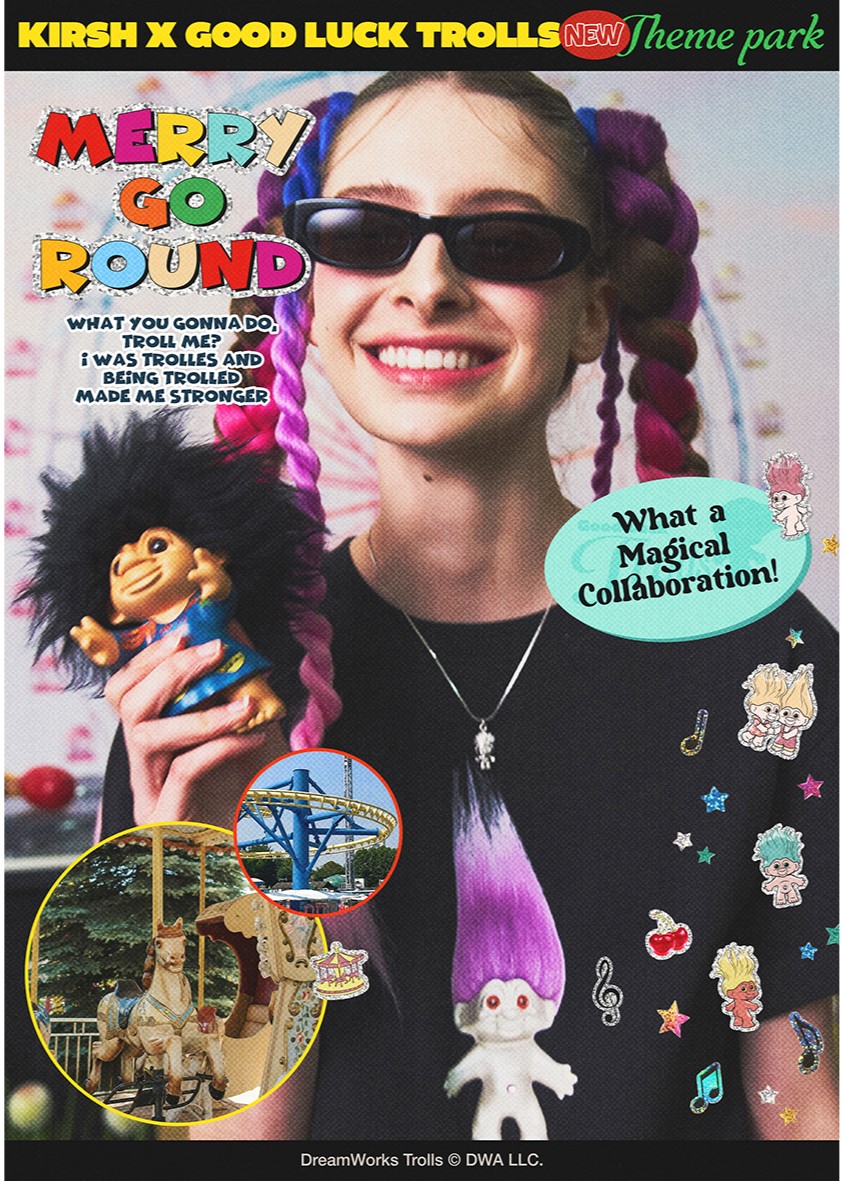 KIRSH X GOOD LUCK TROLLS NEW Theme park
MERRY
GO
ROUND
WHAT YOU GONNA DO,
TROLL ME?
i WAS TROLLES AND
BEING TROLLED
MADE ME STRONGER
What a
Magical
Collaboration!
DreamWorks Trolls © DWA LLC.